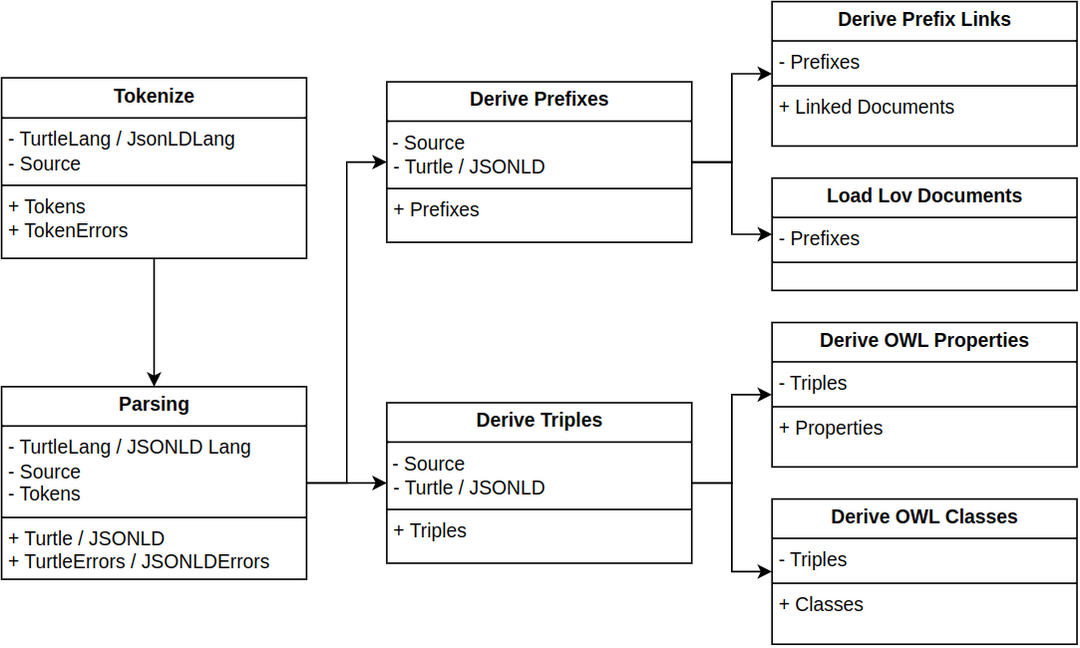 Tokenize
- TurtleLang / JsonLDLang
- Source
+ Tokens
+ TokenErrors
Parsing
- TurtleLang / JSONLD Lang
- Source
- Tokens
+ Turtle / JSONLD
+ TurtleErrors / JSONLDErrors
Derive Prefixes
- Source
- Turtle / JSONLD
+ Prefixes
Derive Triples
- Source
- Turtle / JSONLD
+ Triples
Derive Prefix Links
- Prefixes
+ Linked Documents
Load Lov Documents
- Prefixes
Derive OWL Properties
- Triples
+ Properties
Derive OWL Classes
- Triples
+ Classes